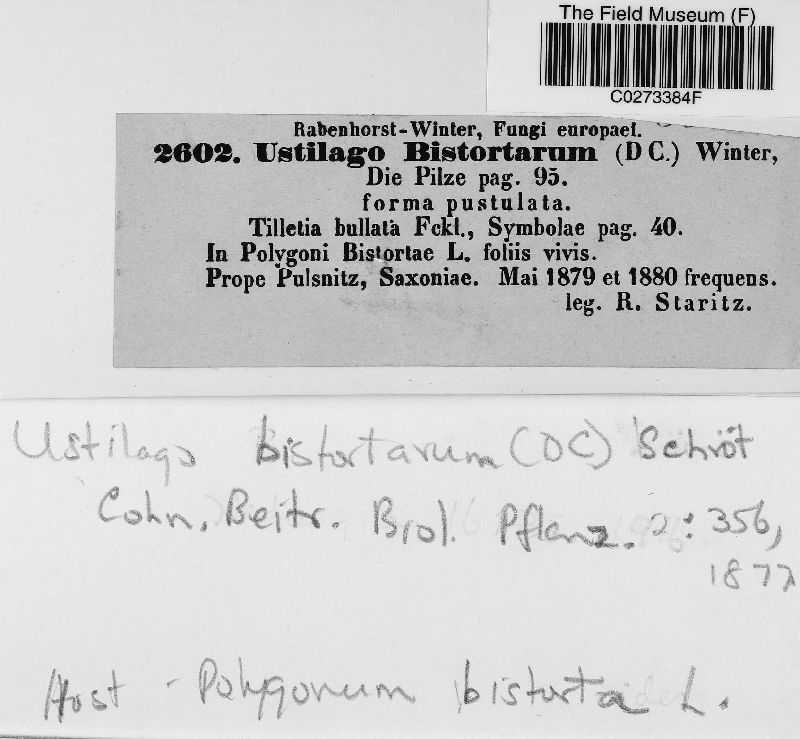 The Field Museum (F)
C0273384F
Rabenhorst-Winter, Fungi europaei.
2602. Ustilago Bistortarum (DC.) Winter,
Die Pilze pag. 95.
forma pustulata.
Tilletia bullata Fckl., Symbolae pag. 40.
In Polygoni Bistortae L. foliis vivis.
Prope Pulsnitz, Saxoniae. Mai 1879 et 1880 frequens.
leg. R. Staritz.
Ustilago bistortarum (DC) Schröt
Cohn. Beitr. Biol. Pflanz. 2: 356,
1877
Host - Polygonum bistorta L.